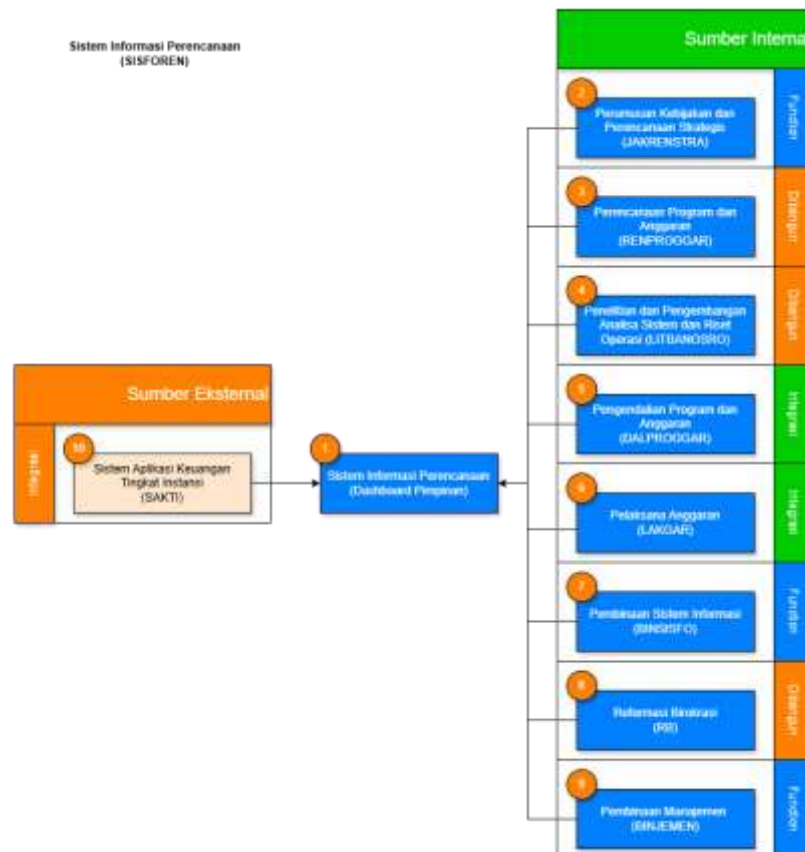 Sistem Informasi Perencanaan
(SISFOREN)
Sumber Interna
2
Perumusan Kebijakan dan
Perencanaan Strategis
(JAKRENSTRA)
3
Perencanaan Program dan
Anggaran
(RENPROGGAR)
4
Penelitian dan Pengembangan
Analisa Sistem dan Riset
Operasi (LITBANOSRO)
Sumber Eksternal
Integrasi
10
Sistem Aplikasi Keuangan
Tingkat Instansi
(SAKTI)
1
Sistem Informasi Perencanaan
(Dashboard Pimpinan)
5
Pengendalian Program dan
Anggaran
(DALPROGGAR)
Integrasi
6
Pelaksana Anggaran
(LAKGAR)
Integrasi
7
Pembinaan Sistem Informasi
(BINSISFO)
8
Reformasi Birokrasi
(RB)
9
Pembinaan Manajemen
(BINJEMEN)